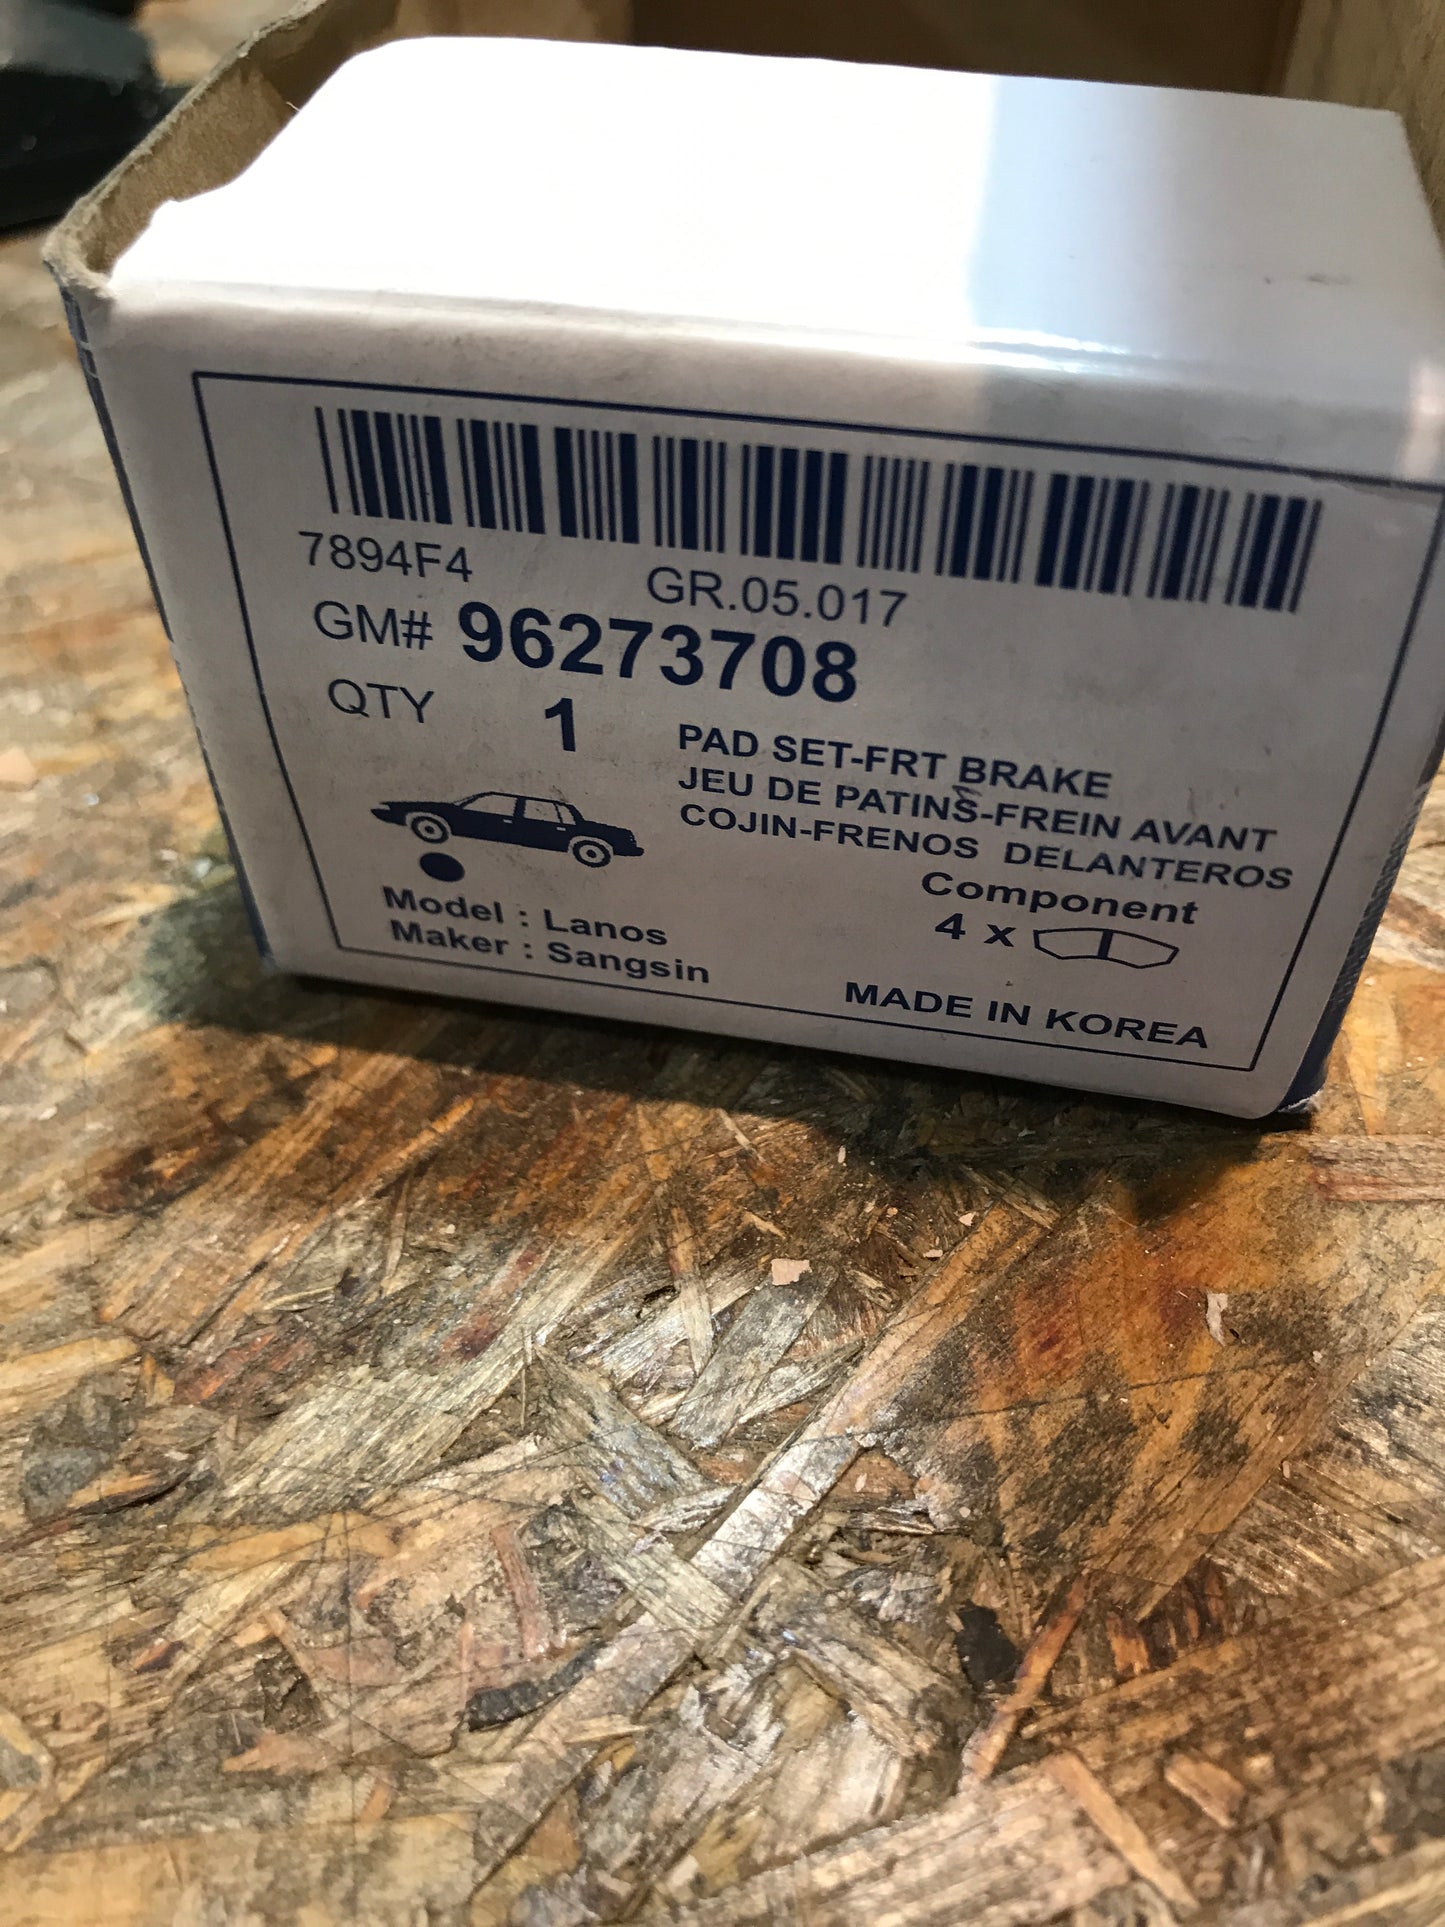 7894F4
GR.05.017
GM# 96273708
QTY 1
PAD SET-FRT BRAKE
JEU DE PATINS-FREIN AVANT
COJIN-FRENOS DELANTEROS
Component
4 x
Model : Lanos
Maker : Sangsin
MADE IN KOREA